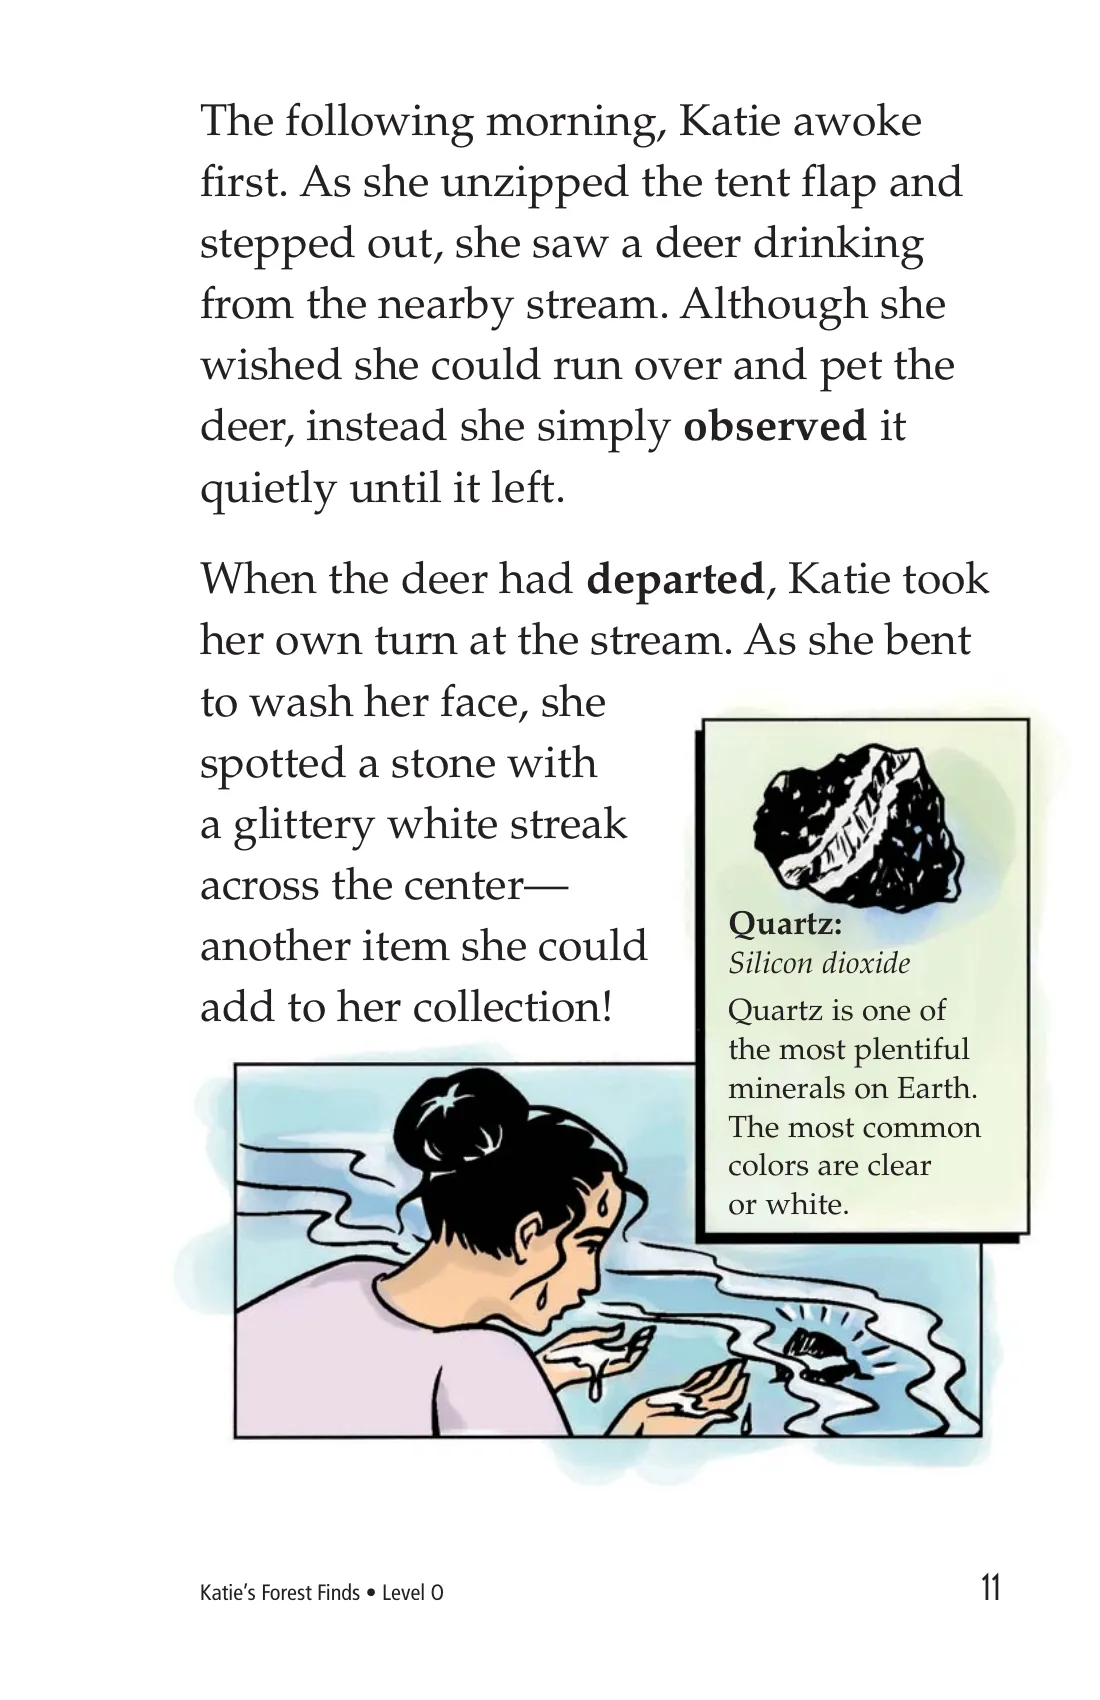 The following morning, Katie awoke
first. As she unzipped the tent flap and
stepped out, she saw a deer drinking
from the nearby stream. Although she
wished she could run over and pet the
deer, instead she simply observed it
quietly until it left.
When the deer had departed, Katie took
her own turn at the stream. As she bent
to wash her face, she
spotted a stone with
a glittery white streak
across the center—
another item she could
add to her collection!
Quartz:
Silicon dioxide
Quartz is one of
the most plentiful
minerals on Earth.
The most common
colors are clear
or white.
Katie's Forest Finds • Level O
11